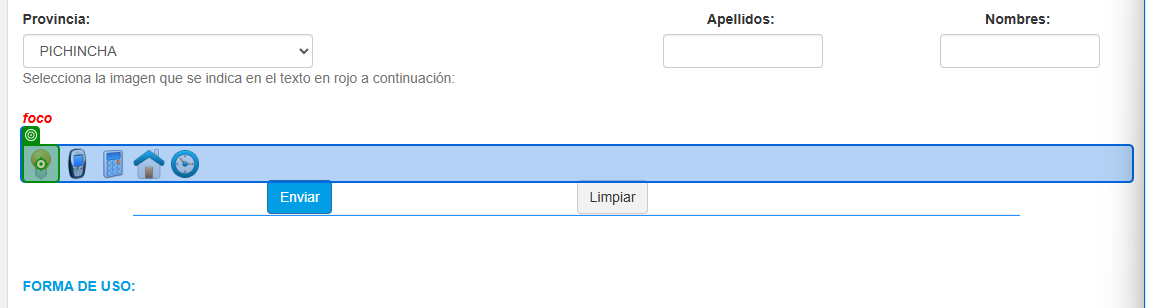 Provincia: Apellidos: Nombres:
PICHINCHA
Selecciona la imagen que se indica en el texto en rojo a continuación:
foco
Enviar Limpiar
FORMA DE USO: